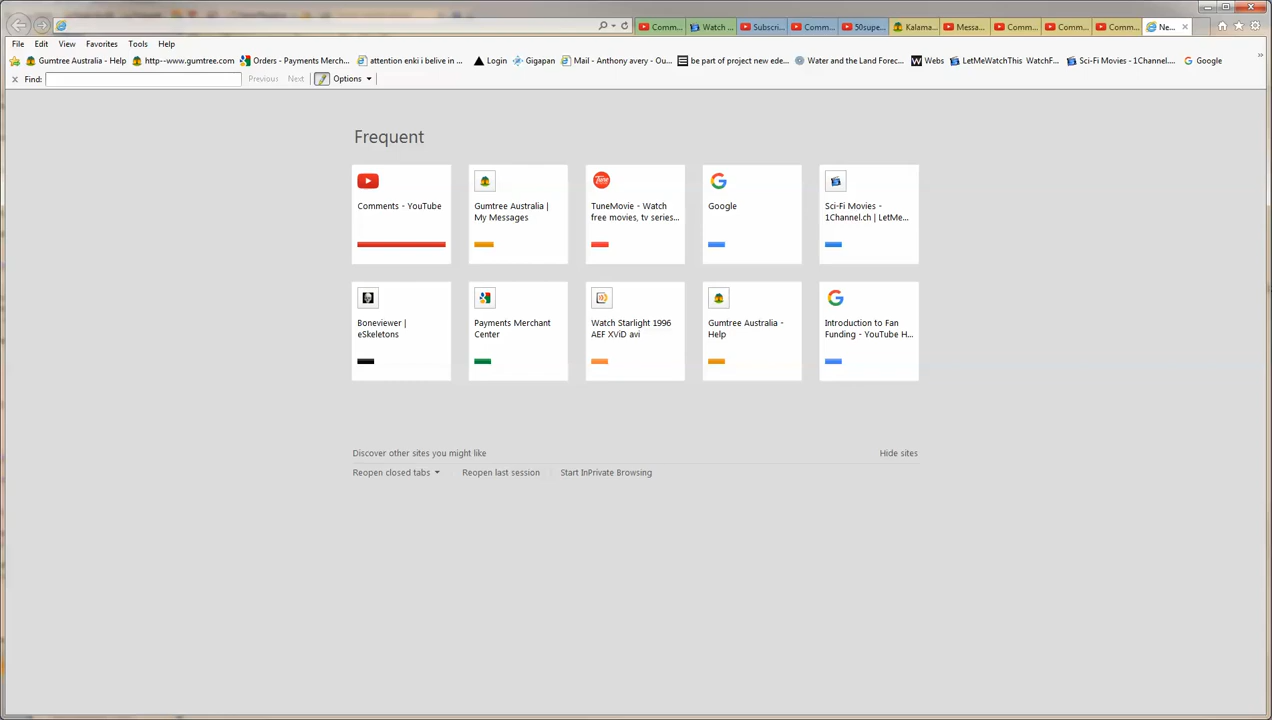 Comm... Watch ... Subscri... Comm... 50supe... Kalama... Messa... Comm... Comm... Comm... Ne...
File Edit View Favorites Tools Help
Gumtree Australia - Help http--www.gumtree.com Orders - Payments Merch... attention enki i belive in ... Login Gigapan Mail - Anthony avery - Ou... be part of project new ede... Water and the Land Forec... Webs LetMeWatchThis WatchF... Sci-Fi Movies - 1Channel.... Google
Find: Previous Next Options
Frequent
Comments - YouTube
Gumtree Australia |
My Messages
TuneMovie - Watch
free movies, tv series...
Google
Sci-Fi Movies -
1Channel.ch | LetMe...
Boneviewer |
eSkeletons
Payments Merchant
Center
Watch Starlight 1996
AEF XViD avi
Gumtree Australia -
Help
Introduction to Fan
Funding - YouTube H...
Discover other sites you might like Hide sites
Reopen closed tabs Reopen last session Start InPrivate Browsing